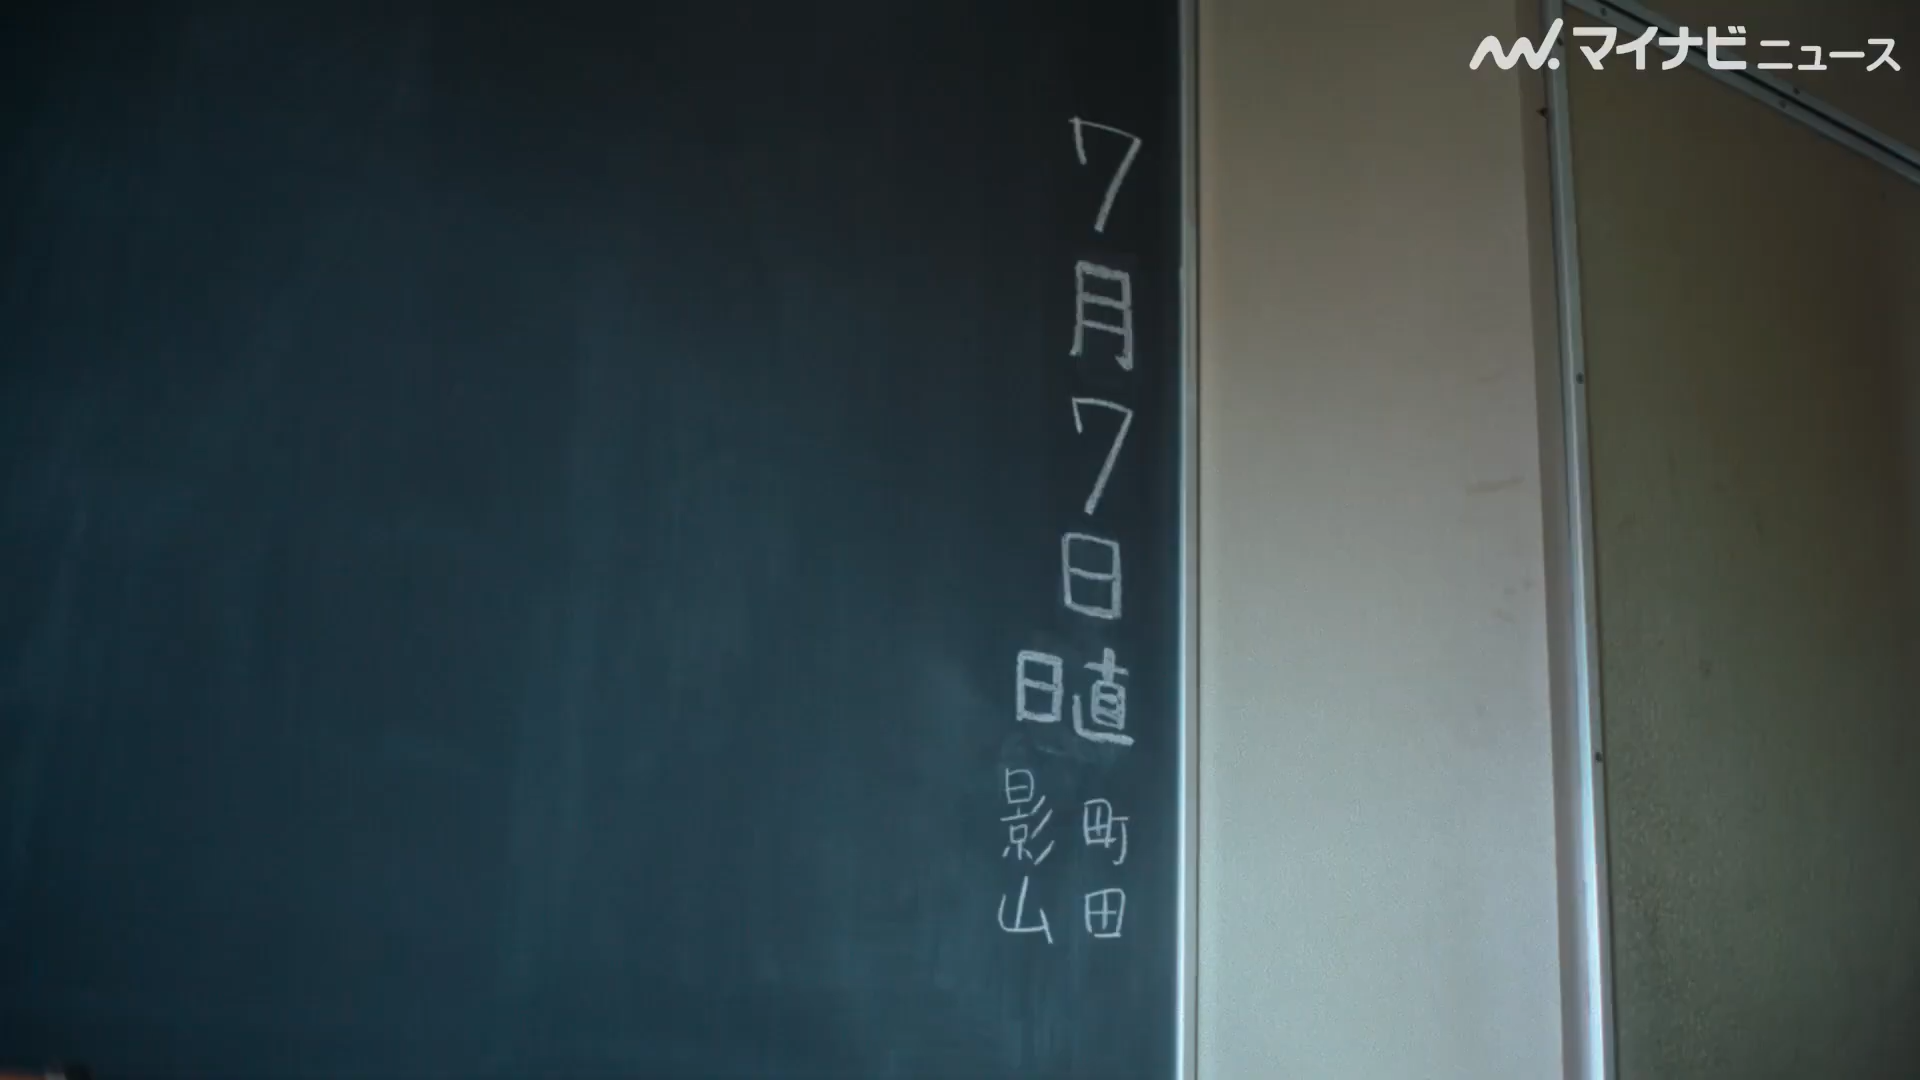 マイナビニュース
7月7日
日直
町田
影山